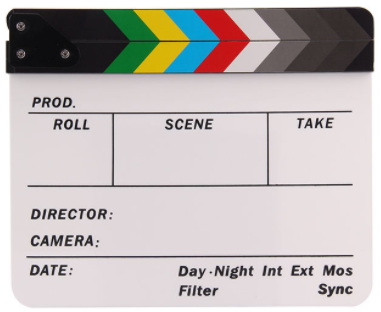 PROD.
ROLL SCENE TAKE
DIRECTOR:
CAMERA:
DATE: Day·Night Int Ext Mos
Filter Sync